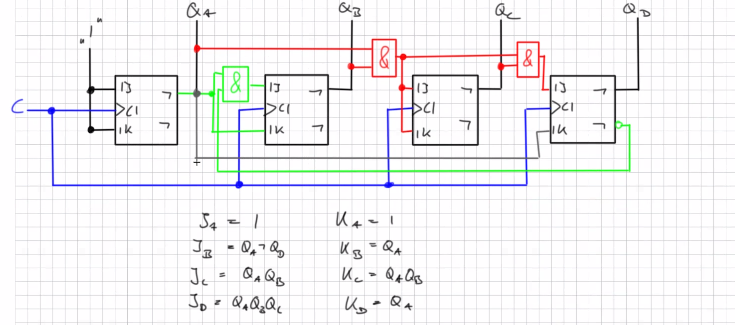 "1" Q_A Q_B Q_C Q_D
& & &
1J ¬ 1J ¬ 1J ¬ 1J ¬
C C1 C1 C1 C1
1K ¬ 1K ¬ 1K ¬ 1K ¬
J_A = 1 K_A = 1
J_B = Q_A ¬Q_D K_B = Q_A
J_C = Q_A Q_B K_C = Q_A Q_B
J_D = Q_A Q_B Q_C K_D = Q_A